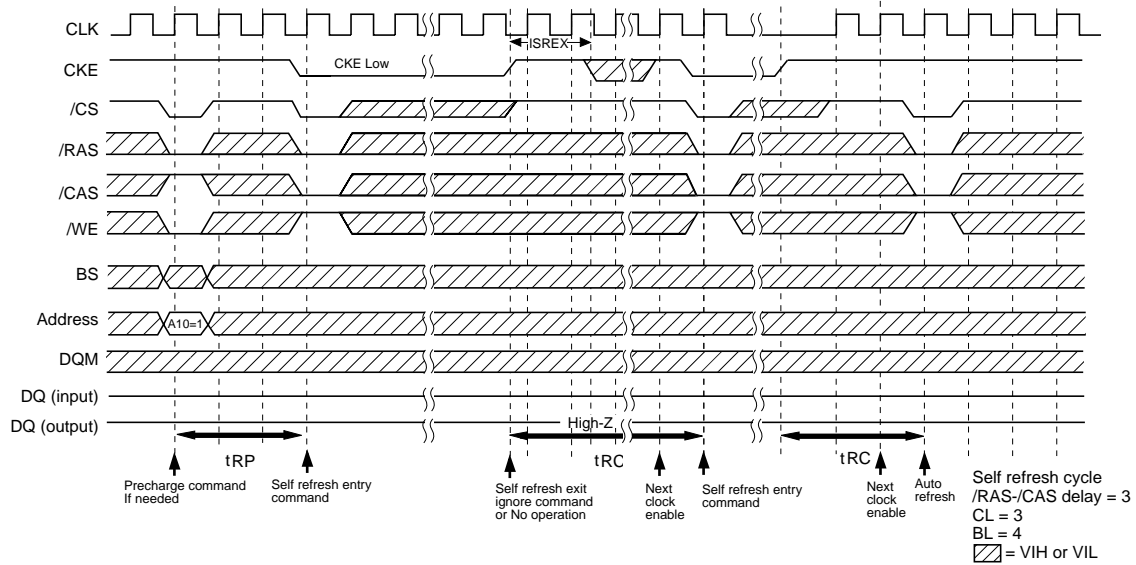 CLK
ISREX
CKE
CKE Low
/CS
/RAS
/CAS
/WE
BS
Address
A10=1
DQM
DQ (input)
DQ (output)
High-Z
tRP
tRC
tRC
Precharge command
If needed
Self refresh entry
command
Self refresh exit
ignore command
or No operation
Next
clock
enable
Self refresh entry
command
Next
clock
enable
Auto
refresh
Self refresh cycle
/RAS-/CAS delay = 3
CL = 3
BL = 4
= VIH or VIL